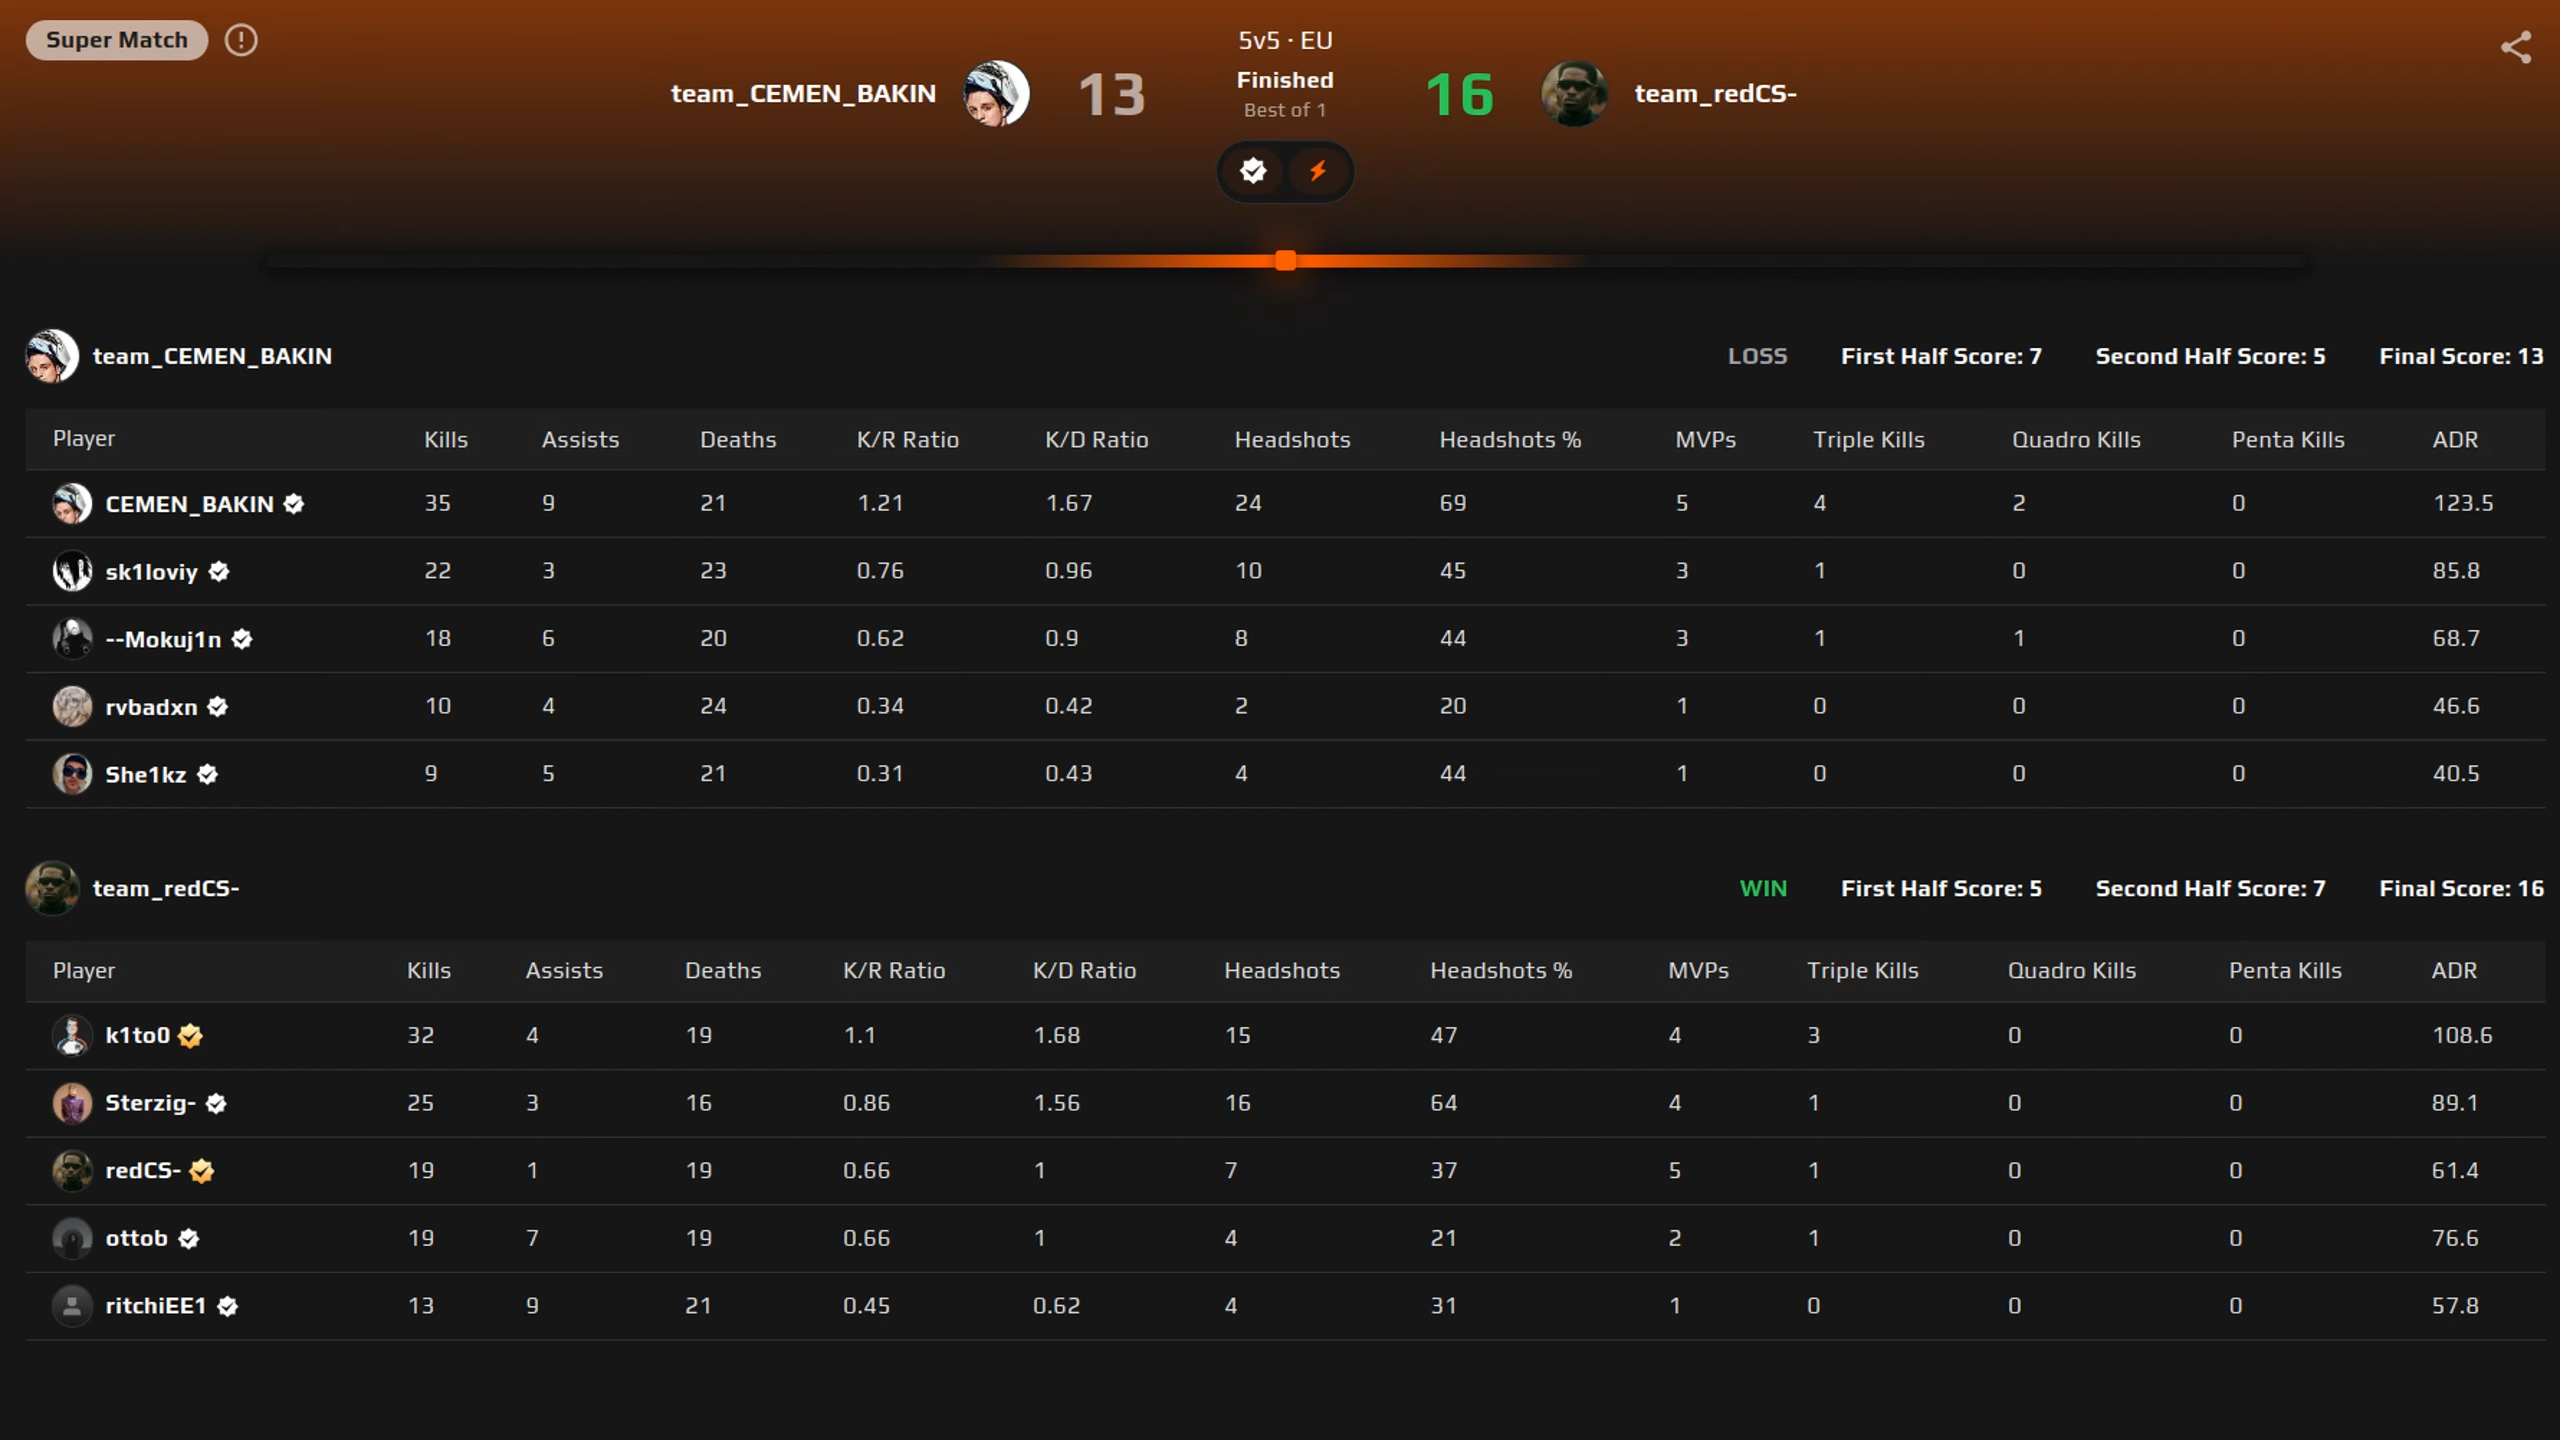 Super Match
5v5 · EU
team_CEMEN_BAKIN 13 Finished 16 team_redCS-
Best of 1
team_CEMEN_BAKIN LOSS First Half Score: 7 Second Half Score: 5 Final Score: 13
Player Kills Assists Deaths K/R Ratio K/D Ratio Headshots Headshots % MVPs Triple Kills Quadro Kills Penta Kills ADR
CEMEN_BAKIN 35 9 21 1.21 1.67 24 69 5 4 2 0 123.5
sk1loviy 22 3 23 0.76 0.96 10 45 3 1 0 0 85.8
--Mokuj1n 18 6 20 0.62 0.9 8 44 3 1 1 0 68.7
rvbadxn 10 4 24 0.34 0.42 2 20 1 0 0 0 46.6
She1kz 9 5 21 0.31 0.43 4 44 1 0 0 0 40.5
team_redCS- WIN First Half Score: 5 Second Half Score: 7 Final Score: 16
Player Kills Assists Deaths K/R Ratio K/D Ratio Headshots Headshots % MVPs Triple Kills Quadro Kills Penta Kills ADR
k1to0 32 4 19 1.1 1.68 15 47 4 3 0 0 108.6
Sterzig- 25 3 16 0.86 1.56 16 64 4 1 0 0 89.1
redCS- 19 1 19 0.66 1 7 37 5 1 0 0 61.4
ottob 19 7 19 0.66 1 4 21 2 1 0 0 76.6
ritchiEE1 13 9 21 0.45 0.62 4 31 1 0 0 0 57.8